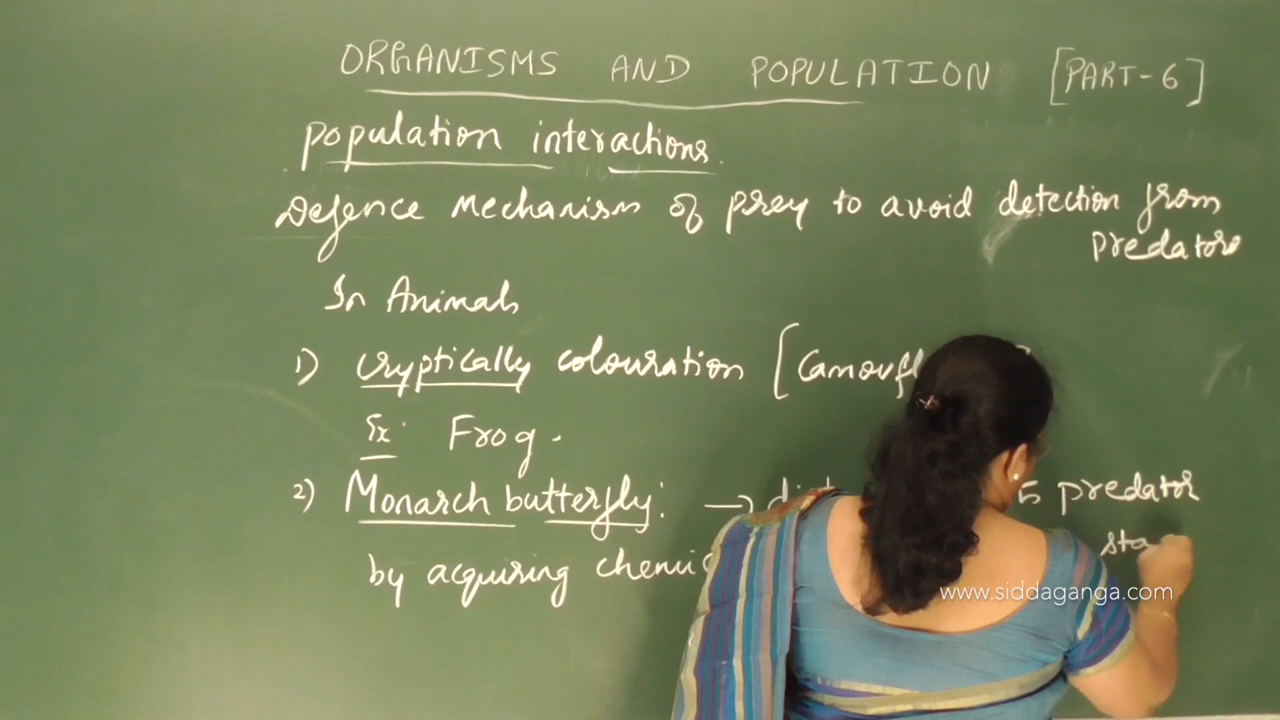 ORGANISMS AND POPULATION [PART-6]
Population interactions.
Defence Mechanism of prey to avoid detection from
predators
In Animals
1) Cryptically colouration [Camoufl
Ex: Frog.
2) Monarch butterfly: → predator
by acquiring
www.siddaganga.com